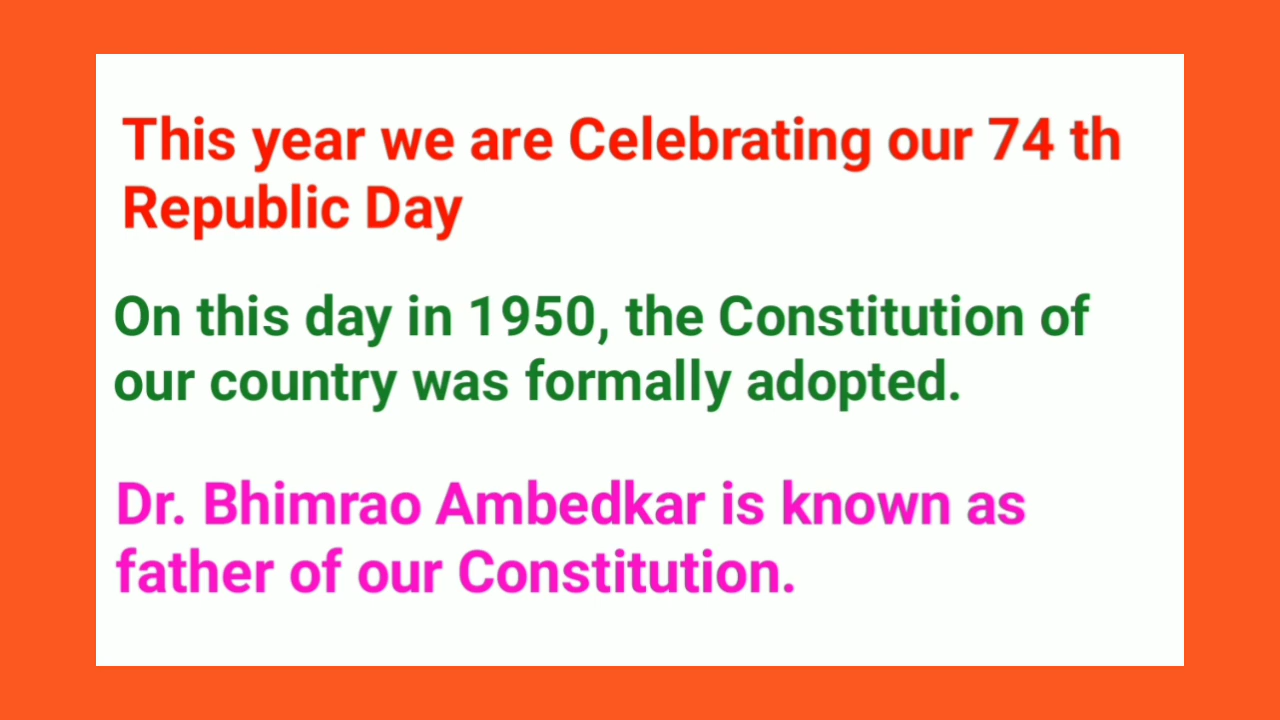 This year we are Celebrating our 74 th
Republic Day
On this day in 1950, the Constitution of
our country was formally adopted.
Dr. Bhimrao Ambedkar is known as
father of our Constitution.